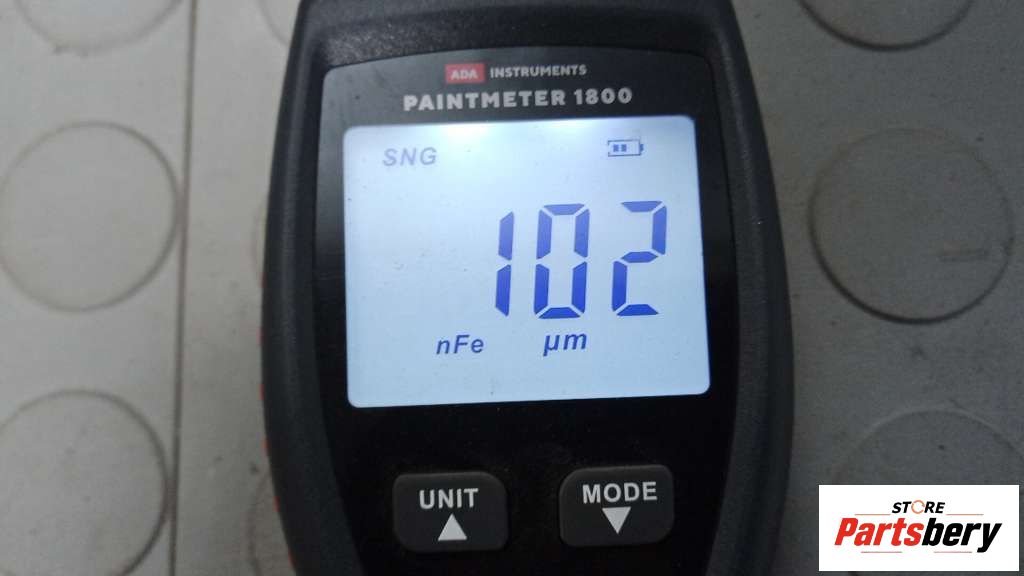 ADA INSTRUMENTS
PAINTMETER 1800
SNG
102
nFe µm
UNIT MODE
STORE
Partsbery